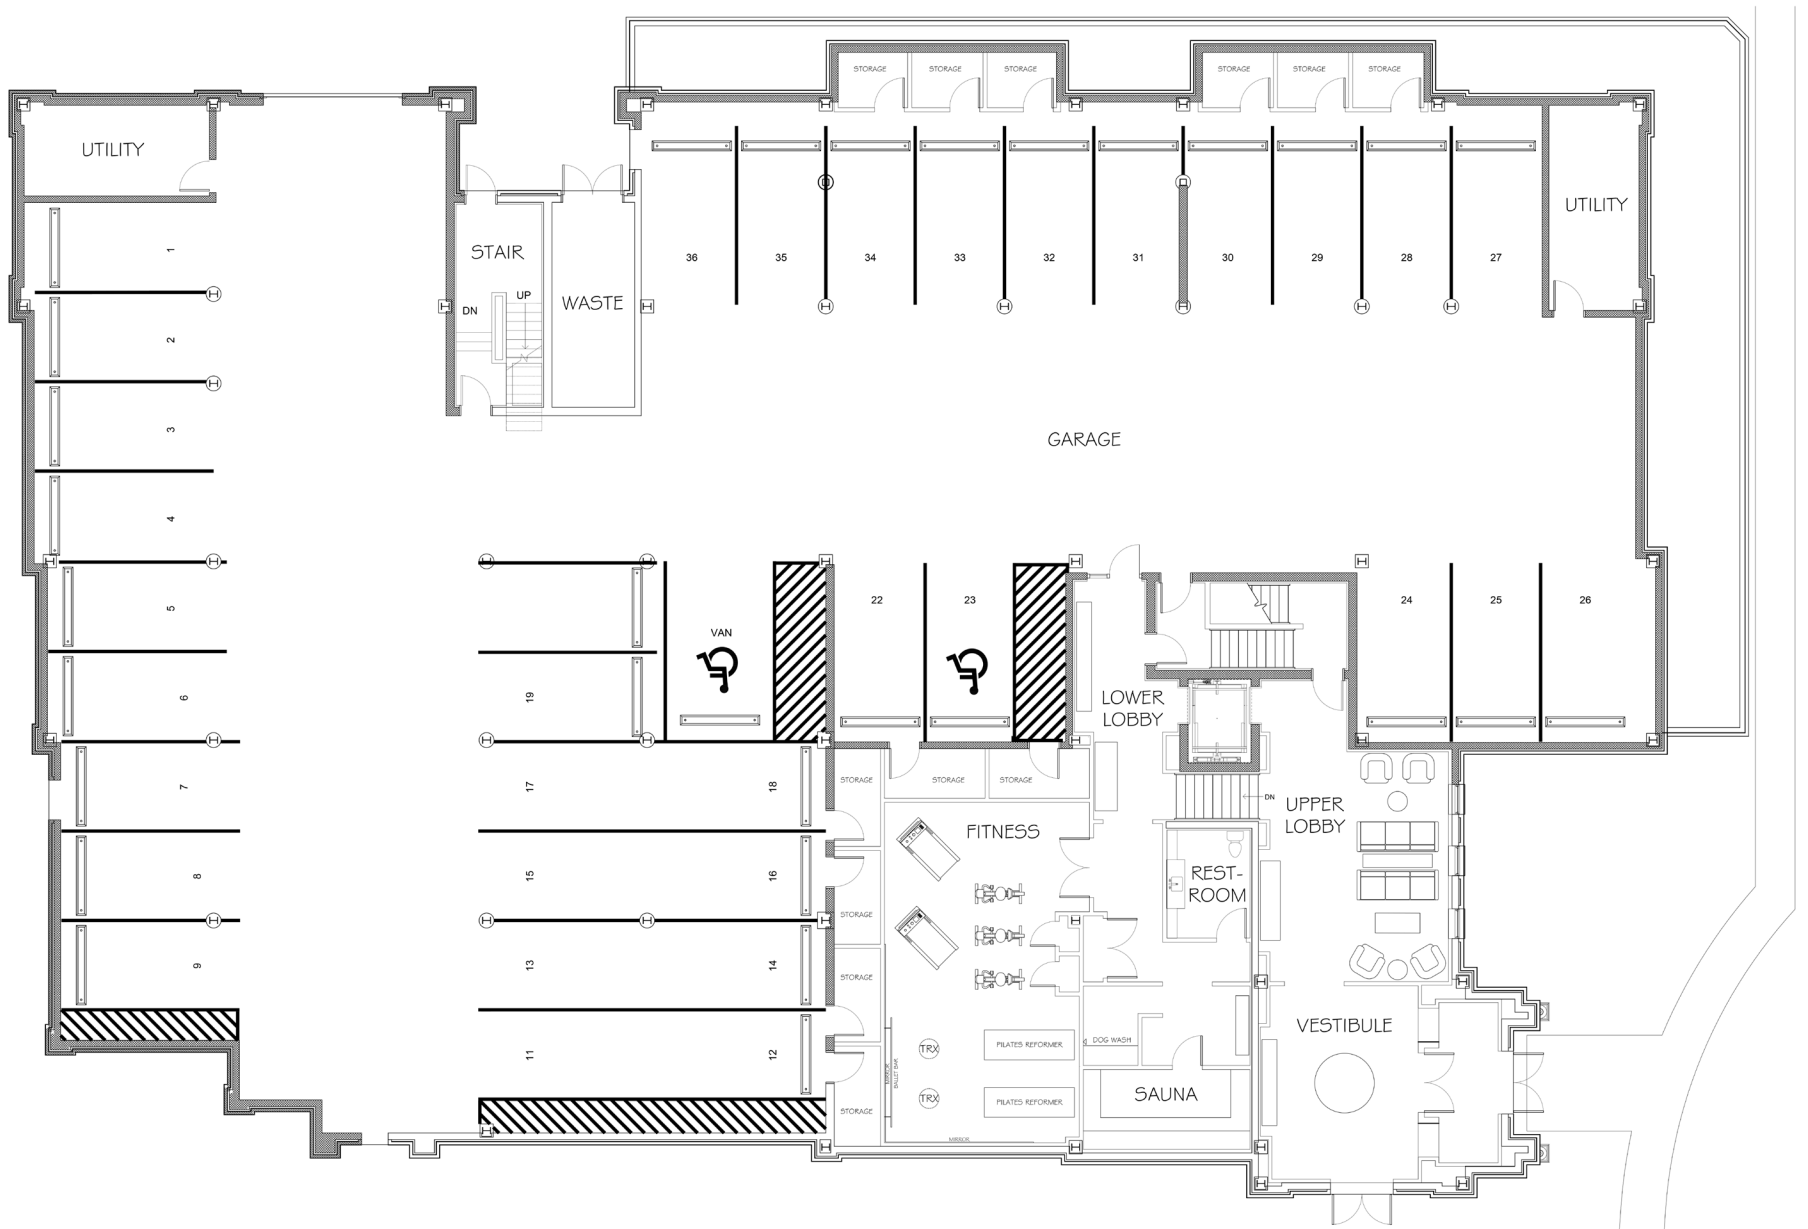 STORAGE
STORAGE
STORAGE
STORAGE
STORAGE
STORAGE
UTILITY
UTILITY
1
STAIR
36
35
34
33
32
31
30
29
28
27
UP
DN
WASTE
2
3
GARAGE
4
5
22
23
24
25
26
VAN
6
19
LOWER
LOBBY
7
17
18
STORAGE
STORAGE
STORAGE
DN
UPPER
LOBBY
FITNESS
8
15
16
REST-
ROOM
STORAGE
9
13
14
STORAGE
VESTIBULE
11
12
TRX
PILATES REFORMER
DOG WASH
MIRROR
BALLET BAR
TRX
PILATES REFORMER
SAUNA
STORAGE
MIRROR